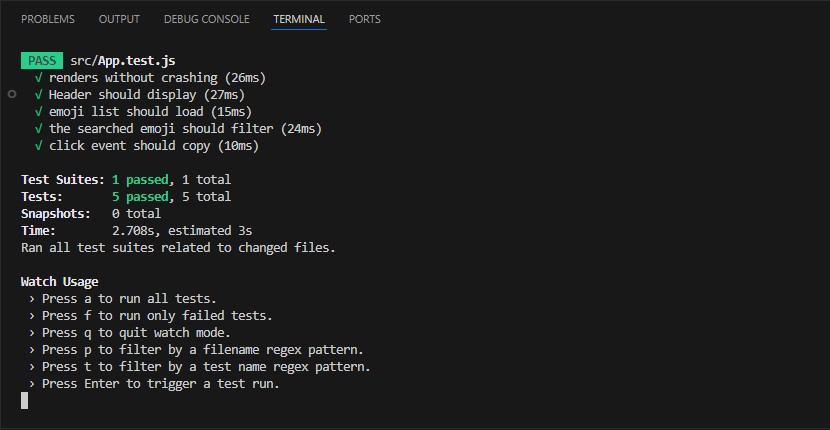 PROBLEMS OUTPUT DEBUG CONSOLE TERMINAL PORTS
PASS src/App.test.js
√ renders without crashing (26ms)
√ Header should display (27ms)
√ emoji list should load (15ms)
√ the searched emoji should filter (24ms)
√ click event should copy (10ms)
Test Suites: 1 passed, 1 total
Tests: 5 passed, 5 total
Snapshots: 0 total
Time: 2.708s, estimated 3s
Ran all test suites related to changed files.
Watch Usage
› Press a to run all tests.
› Press f to run only failed tests.
› Press q to quit watch mode.
› Press p to filter by a filename regex pattern.
› Press t to filter by a test name regex pattern.
› Press Enter to trigger a test run.